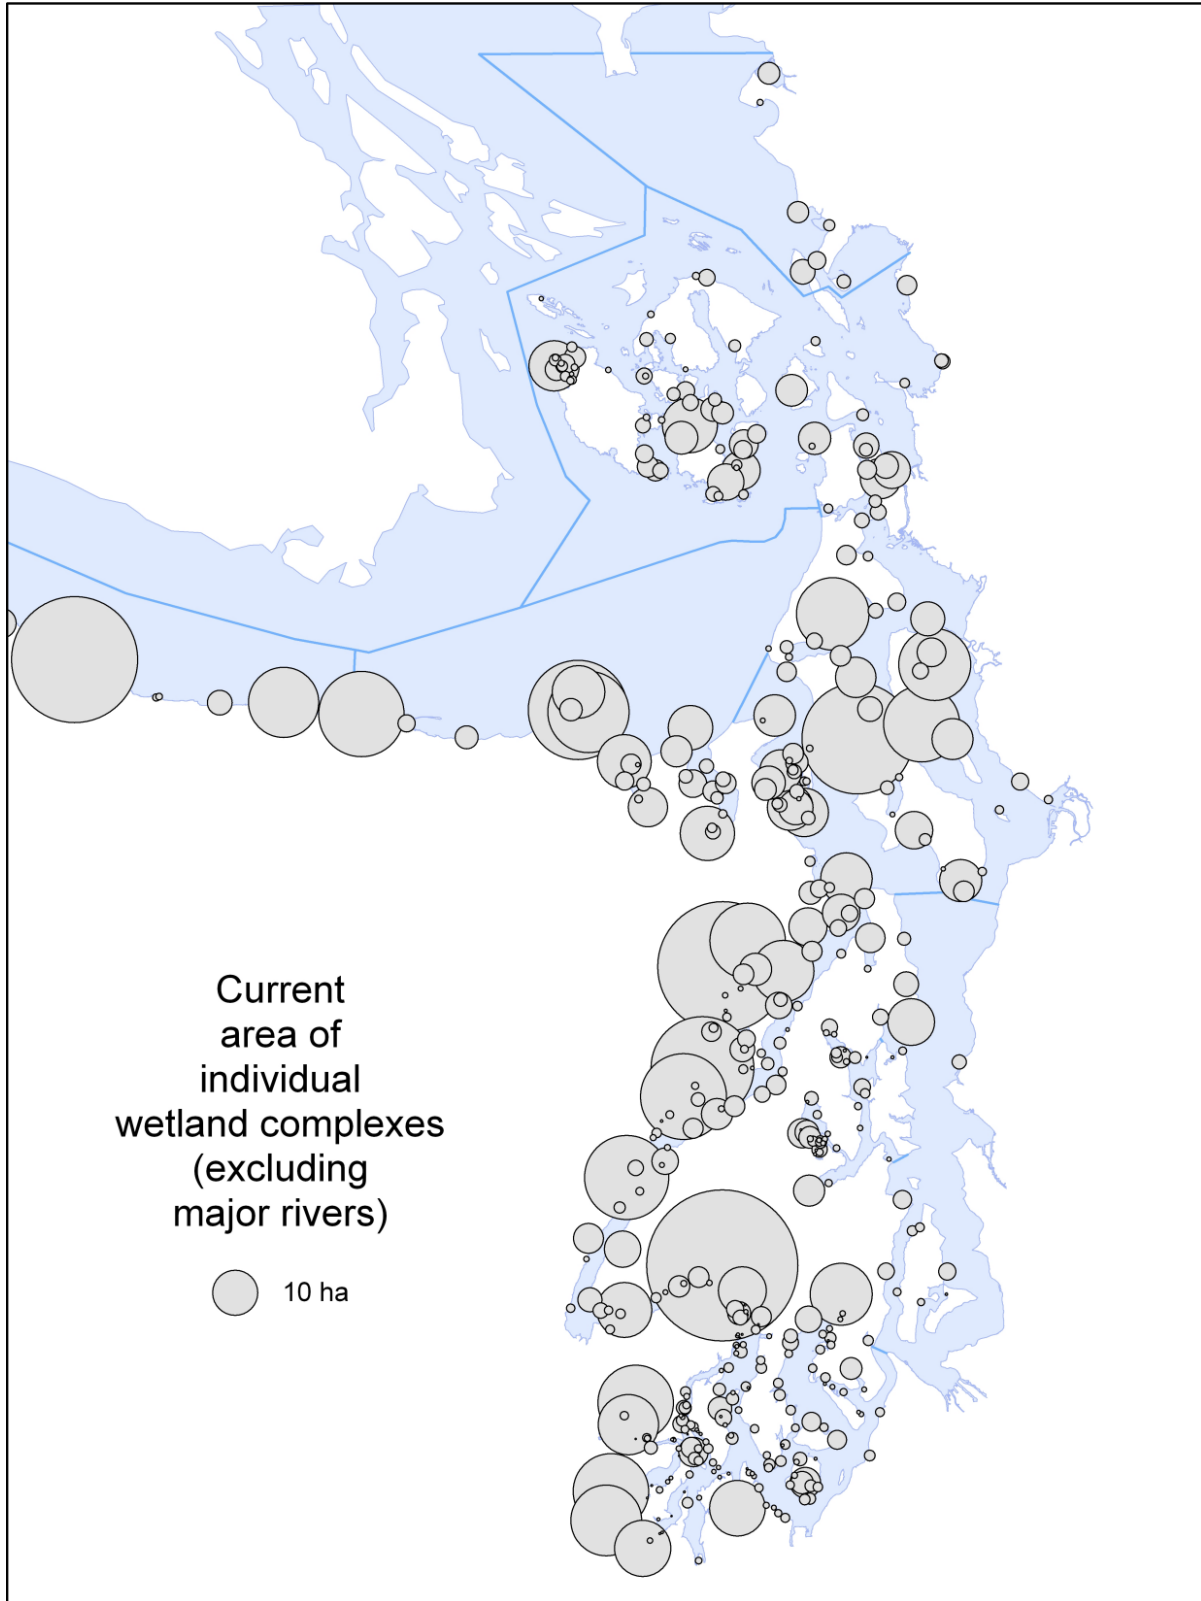 Current
area of
individual
wetland complexes
(excluding
major rivers)
10 ha